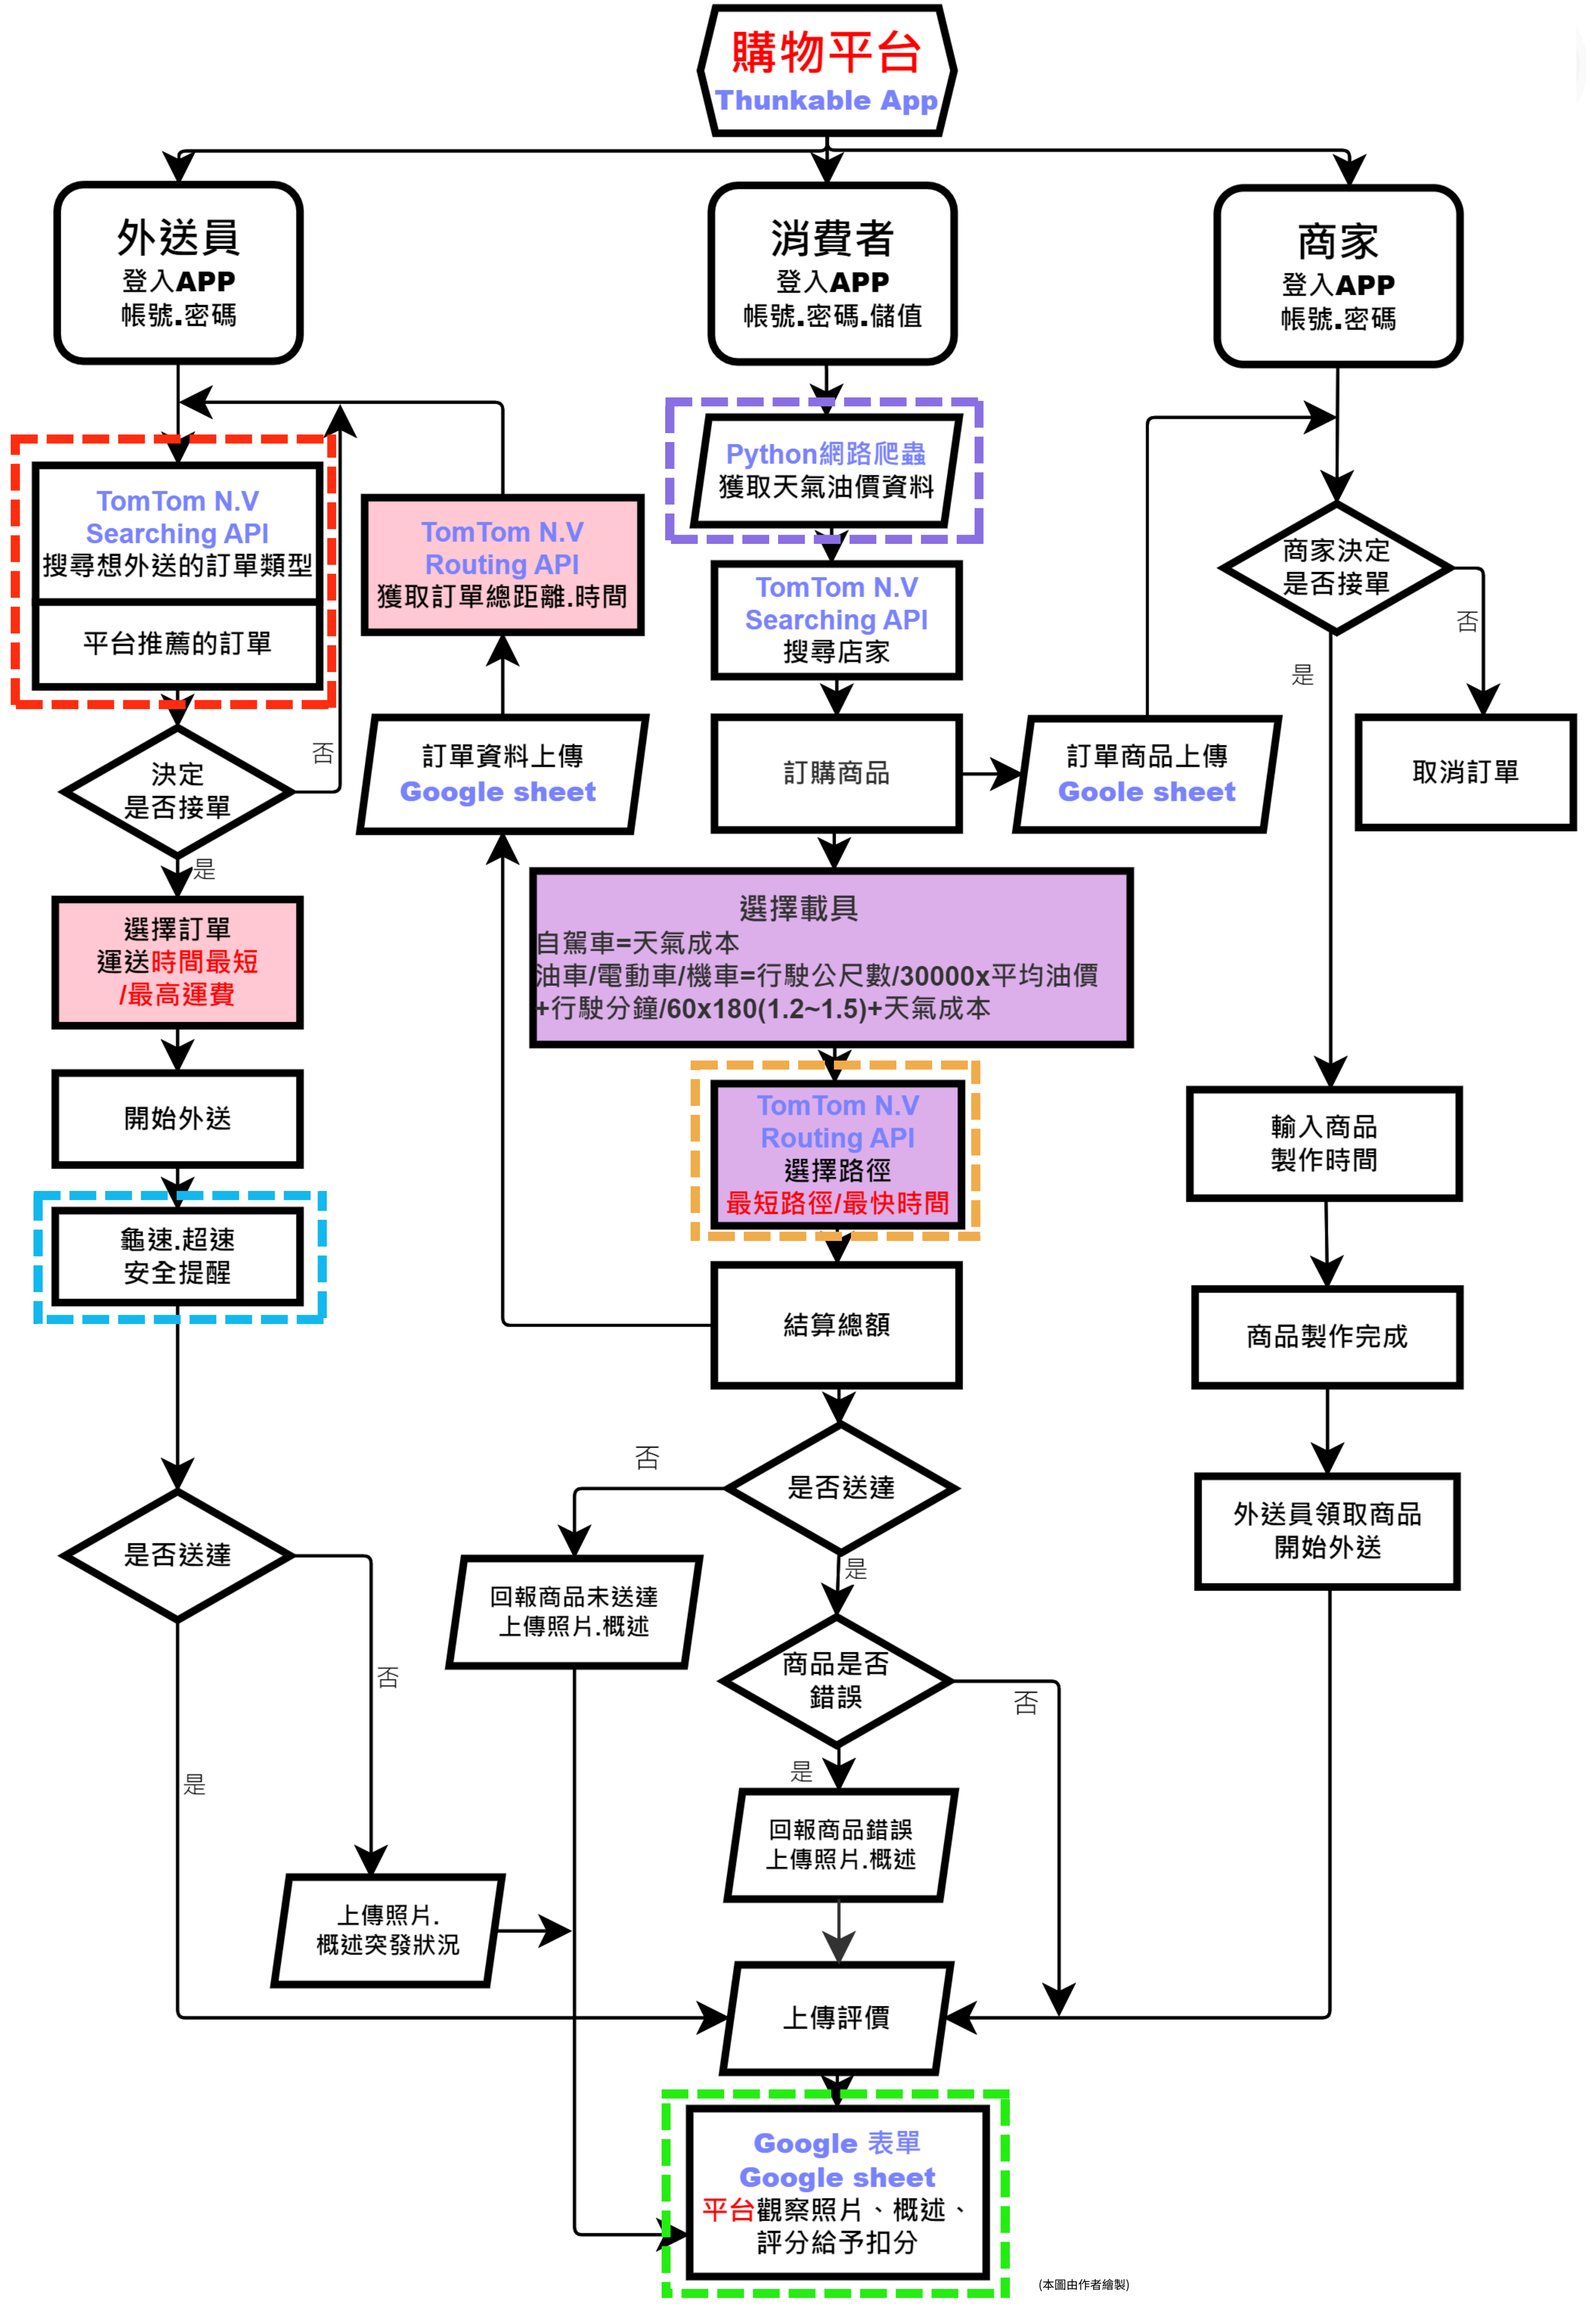 購物平台
Thunkable App
外送員
登入APP
帳號.密碼
消費者
登入APP
帳號.密碼.儲值
商家
登入APP
帳號.密碼
TomTom N.V
Searching API
搜尋想外送的訂單類型
平台推薦的訂單
決定
是否接單
否
是
選擇訂單
運送時間最短
/最高運費
開始外送
龜速.超速
安全提醒
是否送達
否
是
上傳照片.
概述突發狀況
TomTom N.V
Routing API
獲取訂單總距離.時間
訂單資料上傳
Google sheet
Python網路爬蟲
獲取天氣油價資料
TomTom N.V
Searching API
搜尋店家
訂購商品
訂單商品上傳
Goole sheet
選擇載具
自駕車=天氣成本
油車/電動車/機車=行駛公尺數/30000x平均油價
+行駛分鐘/60x180(1.2~1.5)+天氣成本
TomTom N.V
Routing API
選擇路徑
最短路徑/最快時間
結算總額
是否送達
否
是
回報商品未送達
上傳照片.概述
商品是否
錯誤
否
是
回報商品錯誤
上傳照片.概述
上傳評價
Google 表單
Google sheet
平台觀察照片、概述、
評分給予扣分
商家決定
是否接單
否
是
取消訂單
輸入商品
製作時間
商品製作完成
外送員領取商品
開始外送
(本圖由作者繪製)